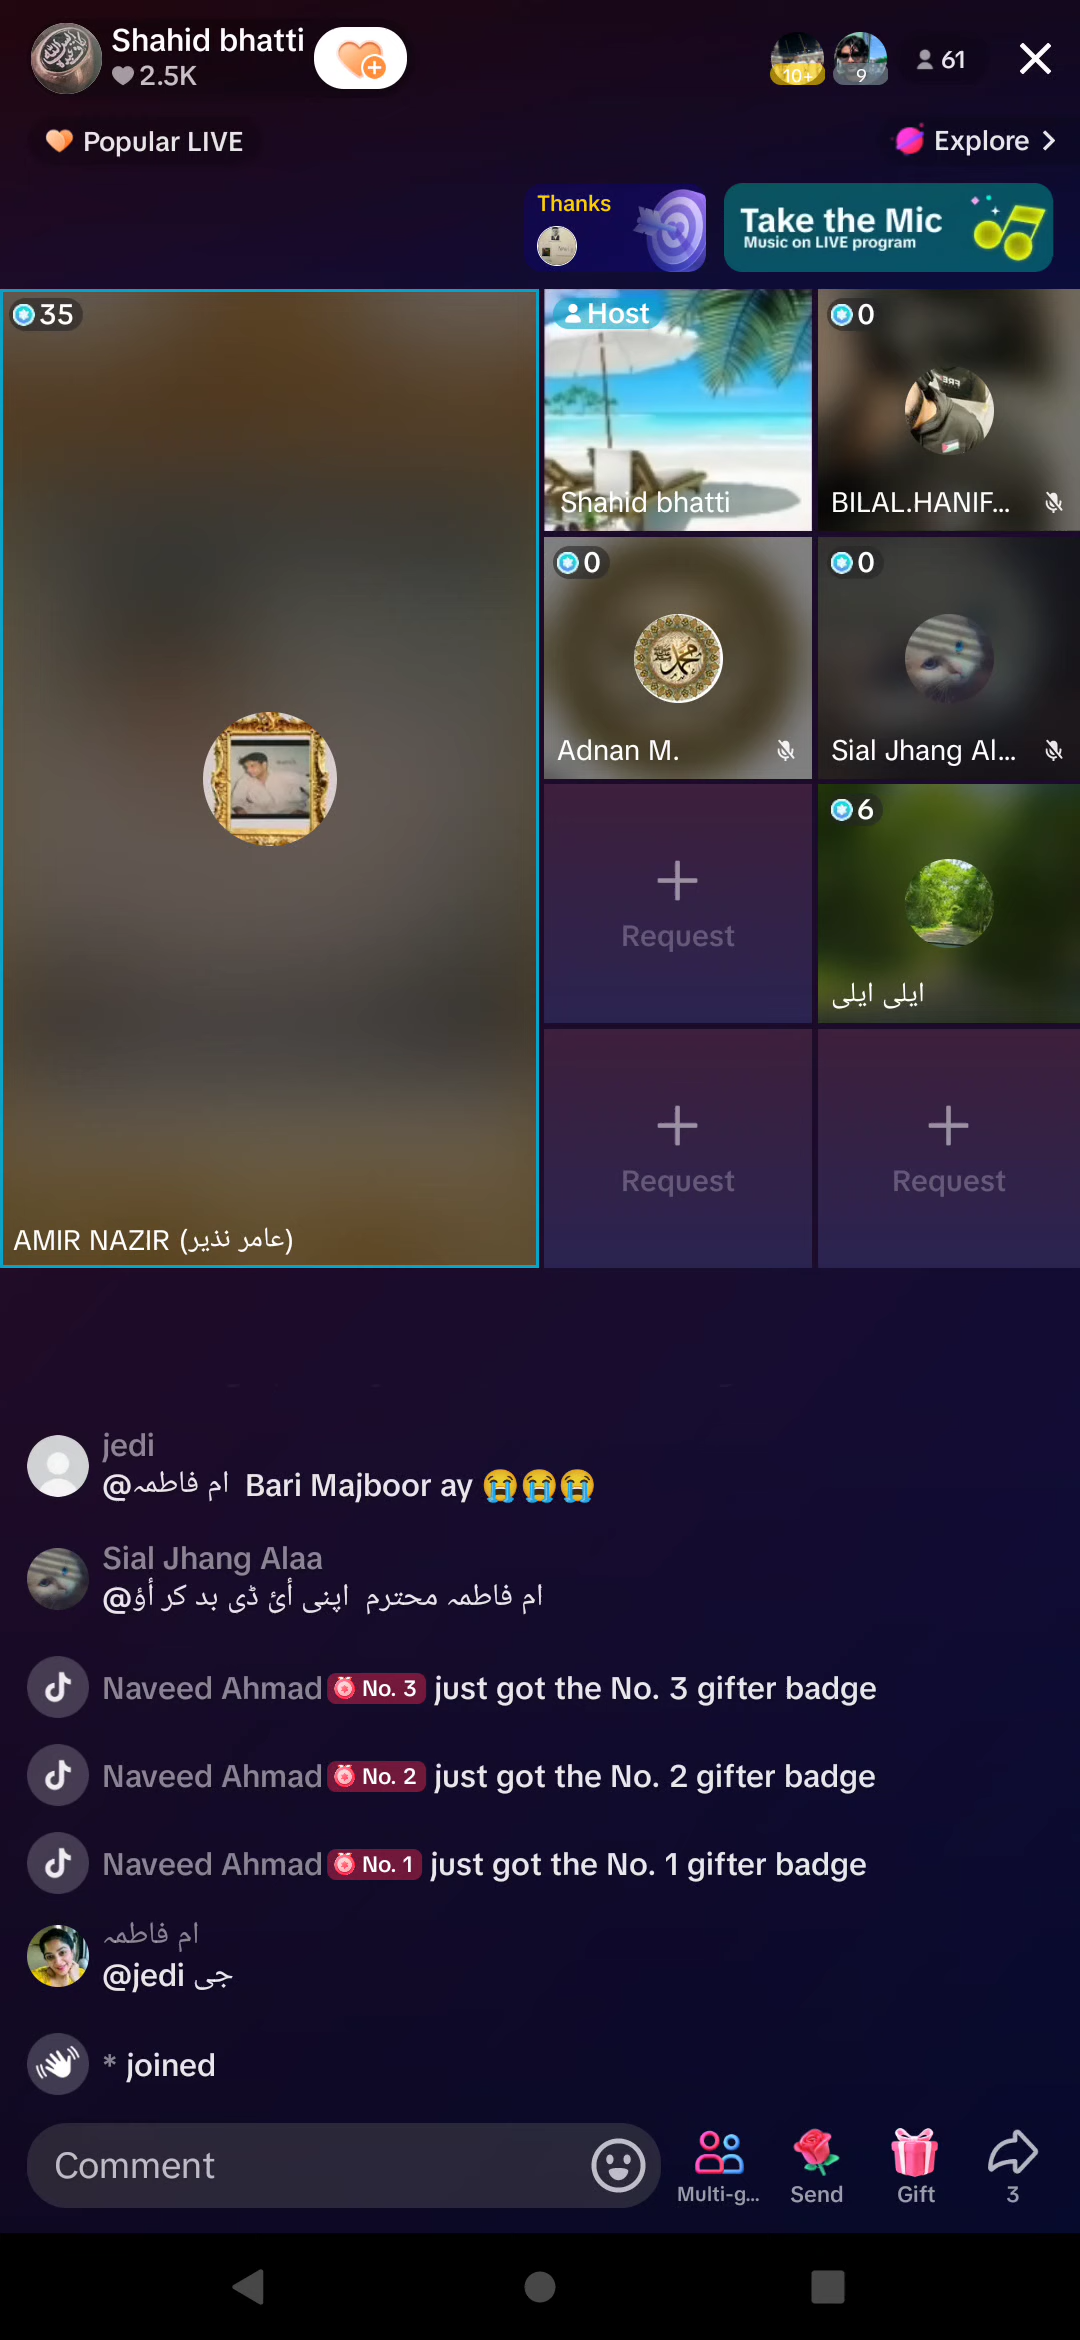 Shahid bhatti
2.5K
10+
9
61
Popular LIVE
Explore
Thanks
Take the Mic
Music on LIVE program
35
Host
Shahid bhatti
0
BILAL.HANIF...
0
Adnan M.
0
Sial Jhang Al...
Request
6
ایلی ایلی
Request
Request
AMIR NAZIR (عامر نذیر)
jedi
@ام فاطمہ Bari Majboor ay 😭😭😭
Sial Jhang Alaa
@ام فاطمہ محترم اپنی أئ ڈی بد کر أؤ
Naveed Ahmad No. 3 just got the No. 3 gifter badge
Naveed Ahmad No. 2 just got the No. 2 gifter badge
Naveed Ahmad No. 1 just got the No. 1 gifter badge
ام فاطمہ
@jedi جی
* joined
Comment
Multi-g...
Send
Gift
3